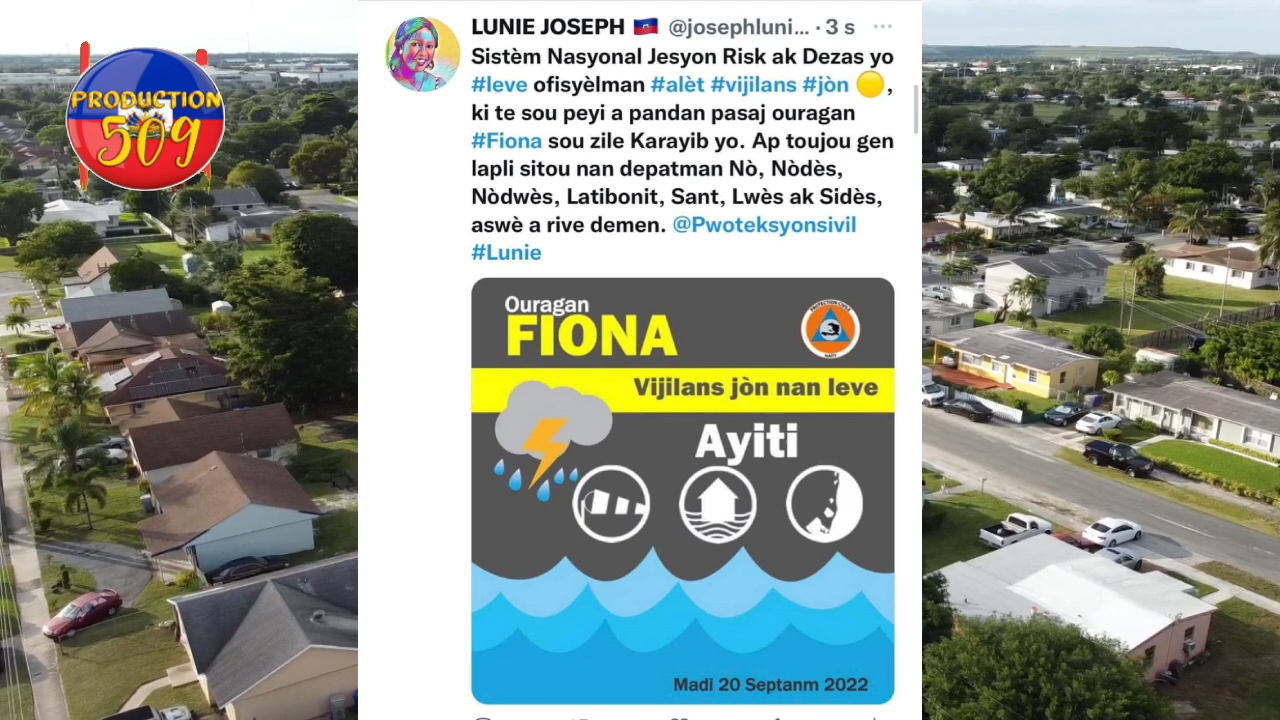 PRODUCTION
509
LUNIE JOSEPH 🇭🇹 @josephluni... · 3 s
Sistèm Nasyonal Jesyon Risk ak Dezas yo
#leve ofisyèlman #alèt #vijilans #jòn 🟡,
ki te sou peyi a pandan pasaj ouragan
#Fiona sou zile Karayib yo. Ap toujou gen
lapli sitou nan depatman Nò, Nòdès,
Nòdwès, Latibonit, Sant, Lwès ak Sidès,
aswè a rive demen. @Pwoteksyonsivil
#Lunie
Ouragan
FIONA
PROTECTION CIVILE
HAITI
Vijilans jòn nan leve
Ayiti
Madi 20 Septanm 2022